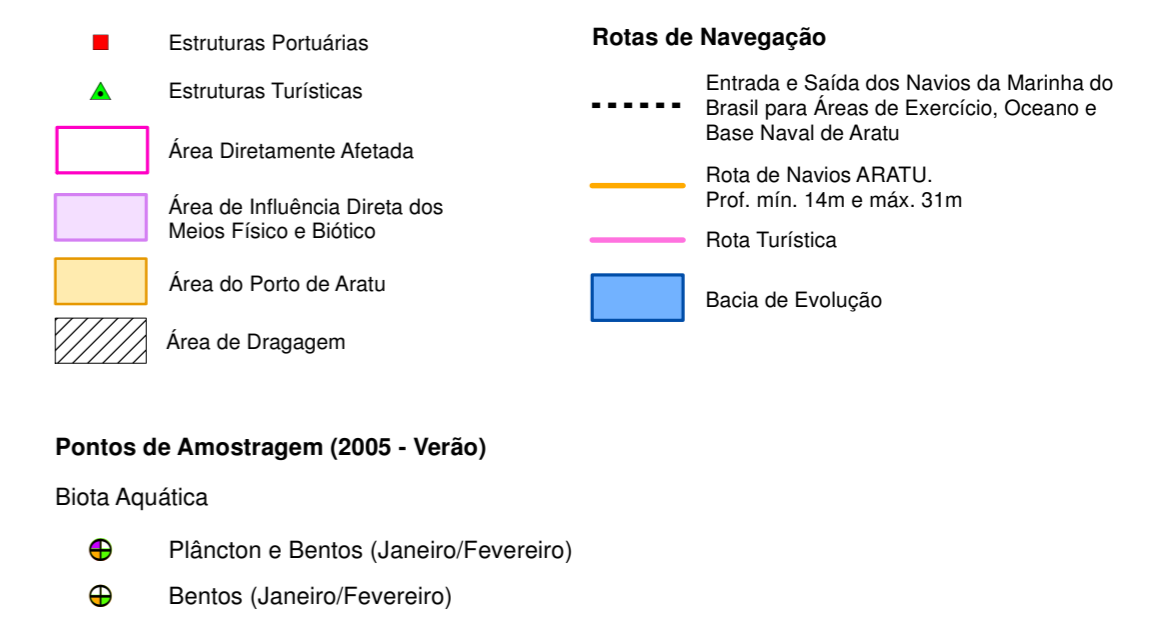 Estruturas Portuárias
Estruturas Turísticas
Área Diretamente Afetada
Área de Influência Direta dos
Meios Físico e Biótico
Área do Porto de Aratu
Área de Dragagem
Rotas de Navegação
Entrada e Saída dos Navios da Marinha do
Brasil para Áreas de Exercício, Oceano e
Base Naval de Aratu
Rota de Navios ARATU.
Prof. mín. 14m e máx. 31m
Rota Turística
Bacia de Evolução
Pontos de Amostragem (2005 - Verão)
Biota Aquática
Plâncton e Bentos (Janeiro/Fevereiro)
Bentos (Janeiro/Fevereiro)